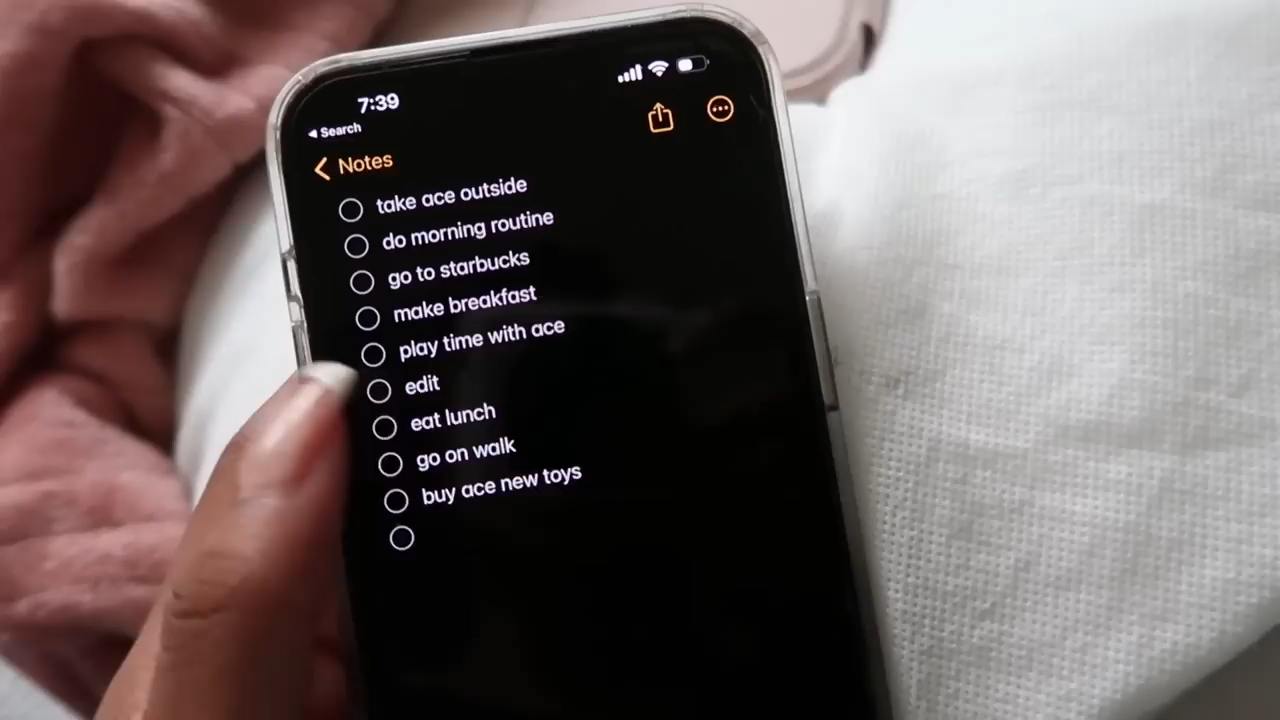 7:39
Search
Notes
take ace outside
do morning routine
go to starbucks
make breakfast
play time with ace
edit
eat lunch
go on walk
buy ace new toys